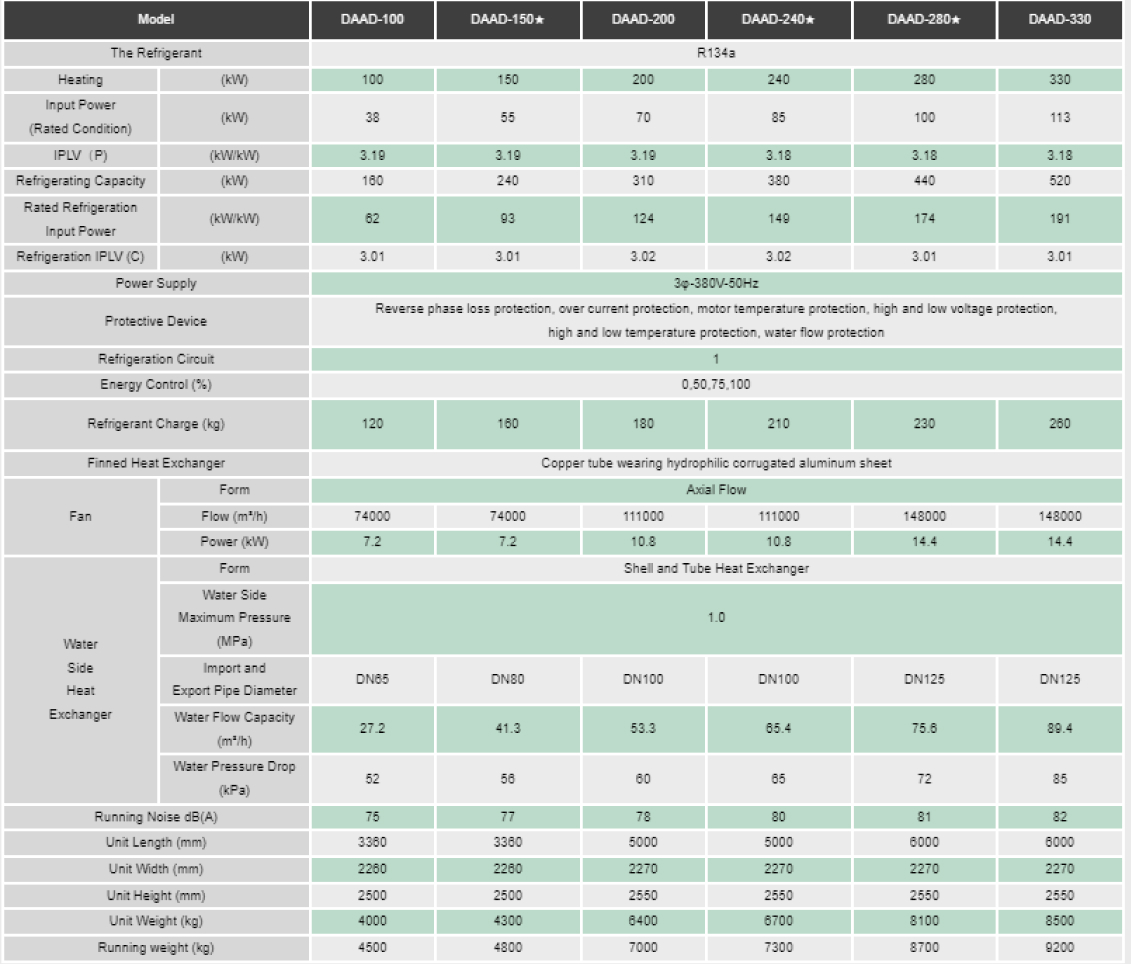 Model DAAD-100 DAAD-150★ DAAD-200 DAAD-240★ DAAD-280★ DAAD-330
The Refrigerant R134a
Heating (kW) 100 150 200 240 280 330
Input Power
(Rated Condition) (kW) 38 55 70 85 100 113
IPLV（P) (kW/kW) 3.19 3.19 3.19 3.18 3.18 3.18
Refrigerating Capacity (kW) 160 240 310 380 440 520
Rated Refrigeration
Input Power (kW/kW) 62 93 124 149 174 191
Refrigeration IPLV (C) (kW) 3.01 3.01 3.02 3.02 3.01 3.01
Power Supply 3φ-380V-50Hz
Protective Device Reverse phase loss protection, over current protection, motor temperature protection, high and low voltage protection,
high and low temperature protection, water flow protection
Refrigeration Circuit 1
Energy Control (%) 0,50,75,100
Refrigerant Charge (kg) 120 160 180 210 230 260
Finned Heat Exchanger Copper tube wearing hydrophilic corrugated aluminum sheet
Fan
Form Axial Flow
Flow (m³/h) 74000 74000 111000 111000 148000 148000
Power (kW) 7.2 7.2 10.8 10.8 14.4 14.4
Water
Side
Heat
Exchanger
Form Shell and Tube Heat Exchanger
Water Side
Maximum Pressure
(MPa) 1.0
Import and
Export Pipe Diameter DN65 DN80 DN100 DN100 DN125 DN125
Water Flow Capacity
(m³/h) 27.2 41.3 53.3 65.4 75.6 89.4
Water Pressure Drop
(kPa) 52 56 60 65 72 85
Running Noise dB(A) 75 77 78 80 81 82
Unit Length (mm) 3360 3360 5000 5000 6000 6000
Unit Width (mm) 2260 2260 2270 2270 2270 2270
Unit Height (mm) 2500 2500 2550 2550 2550 2550
Unit Weight (kg) 4000 4300 6400 6700 8100 8500
Running weight (kg) 4500 4800 7000 7300 8700 9200